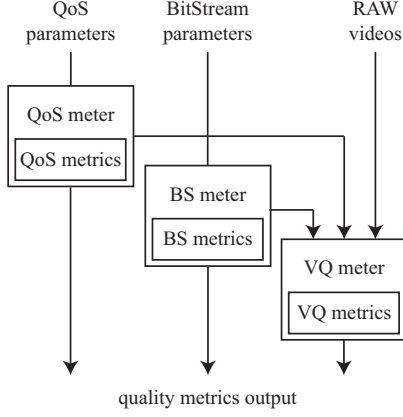 QoS
parameters
BitStream
parameters
RAW
videos
QoS meter
QoS metrics
BS meter
BS metrics
VQ meter
VQ metrics
quality metrics output